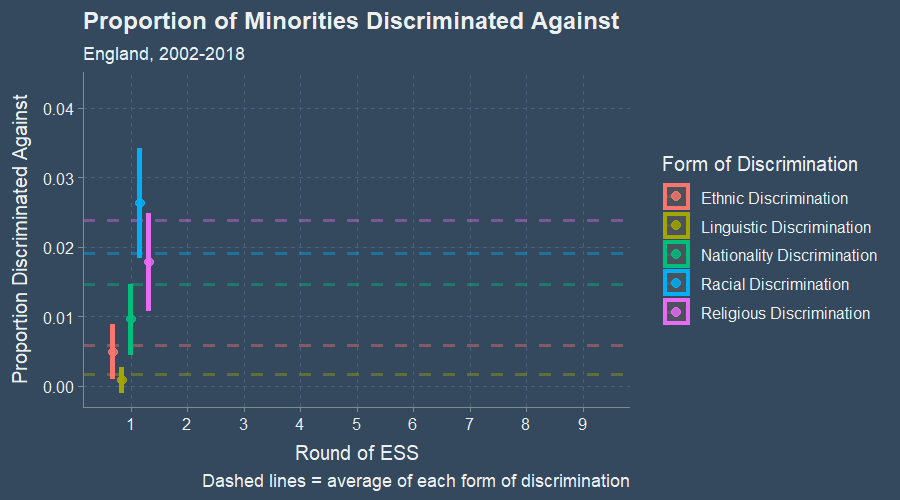 Proportion of Minorities Discriminated Against
England, 2002-2018
Proportion Discriminated Against
0.04
0.03
0.02
0.01
0.00
1 2 3 4 5 6 7 8 9
Round of ESS
Dashed lines = average of each form of discrimination
Form of Discrimination
Ethnic Discrimination
Linguistic Discrimination
Nationality Discrimination
Racial Discrimination
Religious Discrimination